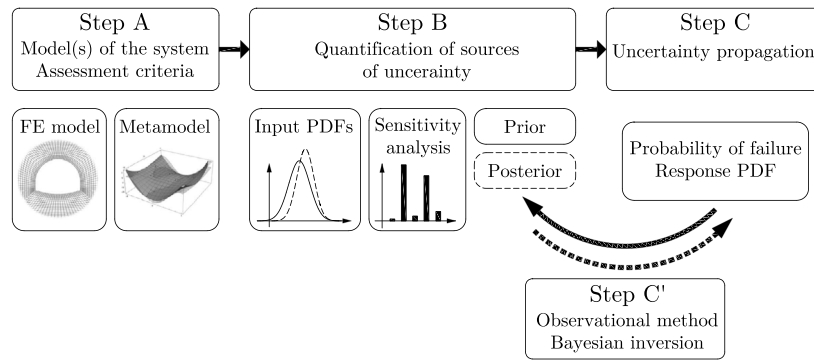 Step A
Model(s) of the system
Assessment criteria
Step B
Quantification of sources
of uncerainty
Step C
Uncertainty propagation
FE model
Metamodel
Input PDFs
Sensitivity
analysis
Prior
Posterior
Probability of failure
Response PDF
Step C'
Observational method
Bayesian inversion